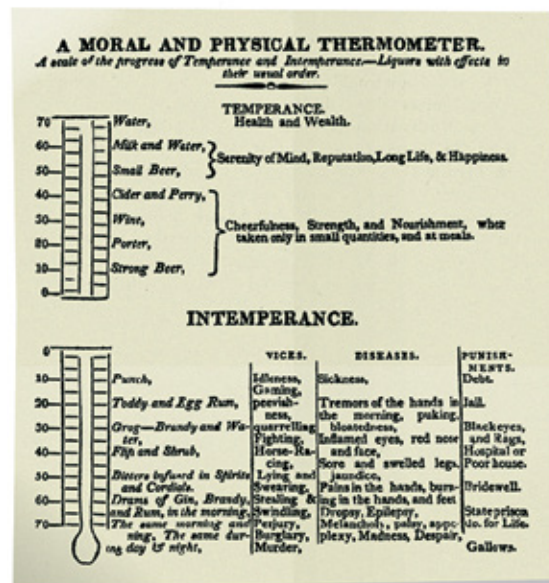 A MORAL AND PHYSICAL THERMOMETER.
A scale of the progress of Temperance and Intemperance.—Liquors with effects in
their usual order.
TEMPERANCE.
70 Water, Health and Wealth.
60 Milk and Water,
Serenity of Mind, Reputation, Long Life, & Happiness.
50 Small Beer,
40 Cider and Perry,
30 Wine, Cheerfulness, Strength, and Nourishment, when
20 Porter, taken only in small quantities, and at meals.
10 Strong Beer,
0
INTEMPERANCE.
0 VICES. DISEASES. PUNISH-
MENTS.
10 Punch, Idleness, Sickness, Debt.
Gaming,
20 Toddy and Egg Rum, peevish- Tremors of the hands in Jail.
ness, the morning, puking,
30 Grog—Brandy and Wa- quarrelling bloatedness, Black eyes,
ter, Fighting, Inflamed eyes, red nose and Rags,
40 Flip and Shrub, Horse-Ra- and face, Hospital or
cing, Sore and swelled legs, Poor house.
50 Bitters infused in Spirits Lying and jaundice,
and Cordials. Swearing, Pains in the hands, burn- Bridewell.
60 Drams of Gin, Brandy, Stealing & ing in the hands, and feet
and Rum, in the morning, Swindling, Dropsy, Epilepsy, State prison
70 The same morning and Perjury, Melancholy, palsy, appo- do. for Life.
ning, The same dur- Burglary, plexy, Madness, Despair,
ing day & night, Murder, Gallows.